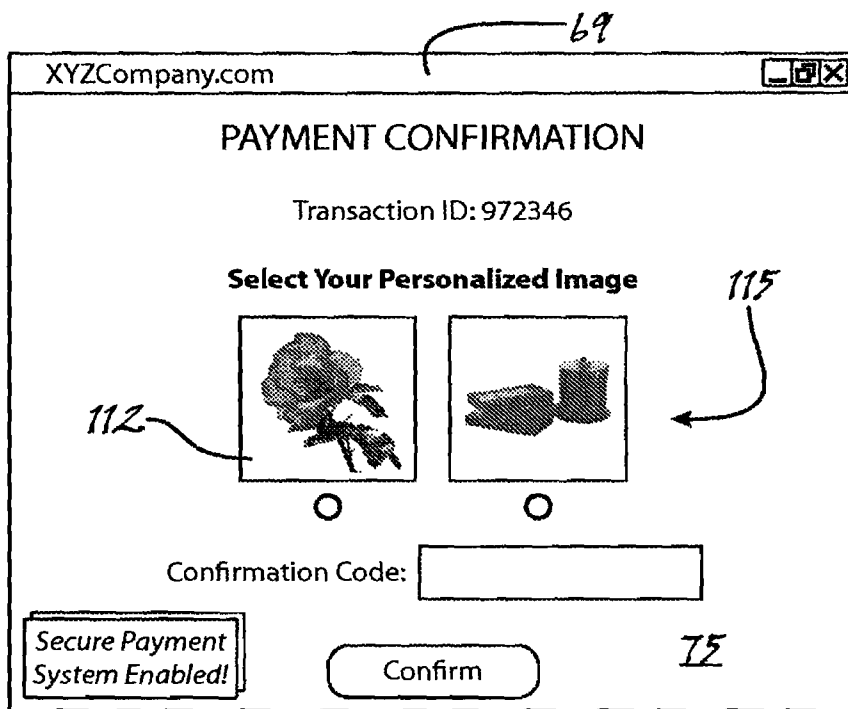 69
XYZCompany.com
PAYMENT CONFIRMATION
Transaction ID: 972346
Select Your Personalized Image
115
112
Confirmation Code:
Secure Payment
System Enabled!
Confirm
75